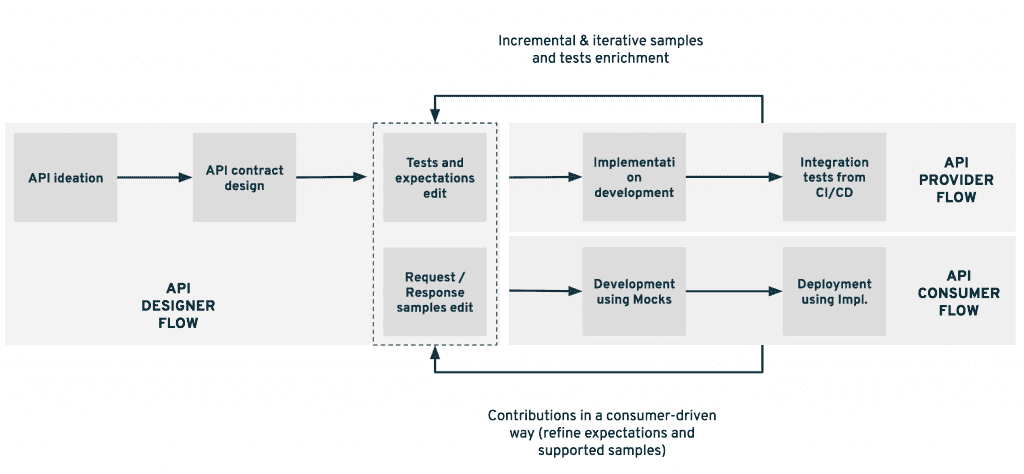 Incremental & iterative samples
and tests enrichment
API ideation
API contract
design
Tests and
expectations
edit
Implementati
on
development
Integration
tests from
CI/CD
API
PROVIDER
FLOW
API
DESIGNER
FLOW
Request /
Response
samples edit
Development
using Mocks
Deployment
using Impl.
API
CONSUMER
FLOW
Contributions in a consumer-driven
way (refine expectations and
supported samples)